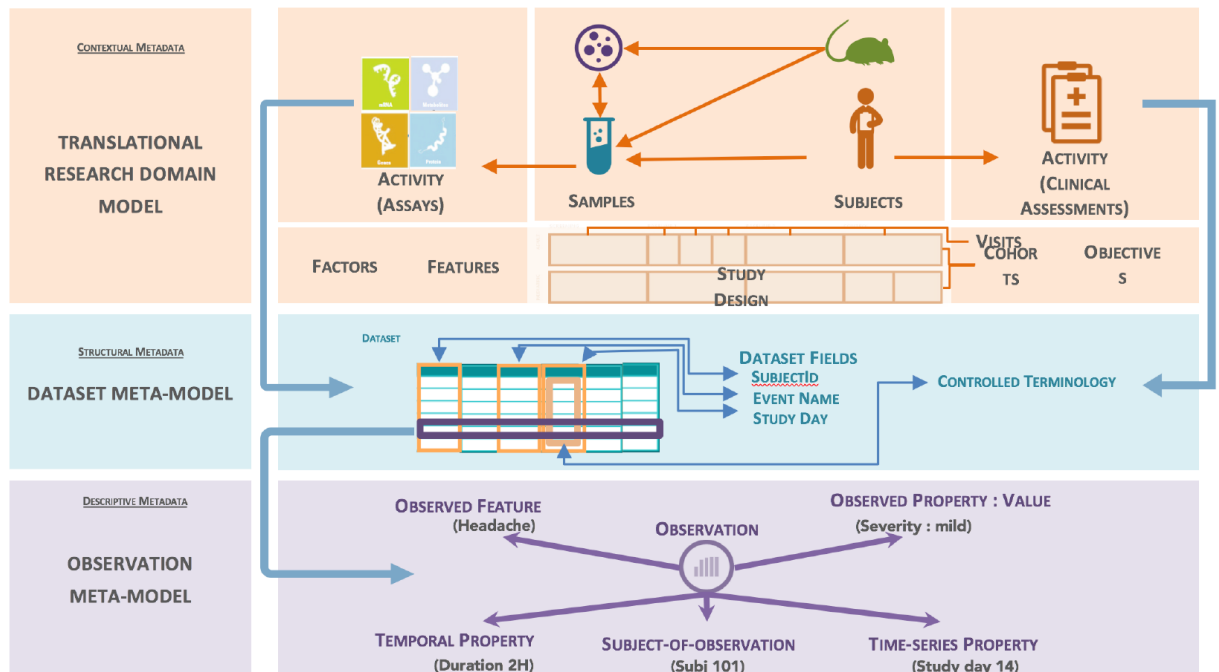 CONTEXTUAL METADATA
TRANSLATIONAL
RESEARCH DOMAIN
MODEL
ACTIVITY
(ASSAYS)
SAMPLES
SUBJECTS
ACTIVITY
(CLINICAL
ASSESSMENTS)
FACTORS
FEATURES
STUDY
DESIGN
VISITS
COHOR
TS
OBJECTIVE
S
STRUCTURAL METADATA
DATASET META-MODEL
DATASET
DATASET FIELDS
SUBJECTID
EVENT NAME
STUDY DAY
CONTROLLED TERMINOLOGY
DESCRIPTIVE METADATA
OBSERVATION
META-MODEL
OBSERVED FEATURE
(Headache)
OBSERVATION
OBSERVED PROPERTY : VALUE
(Severity : mild)
TEMPORAL PROPERTY
(Duration 2H)
SUBJECT-OF-OBSERVATION
(Subj 101)
TIME-SERIES PROPERTY
(Study day 14)